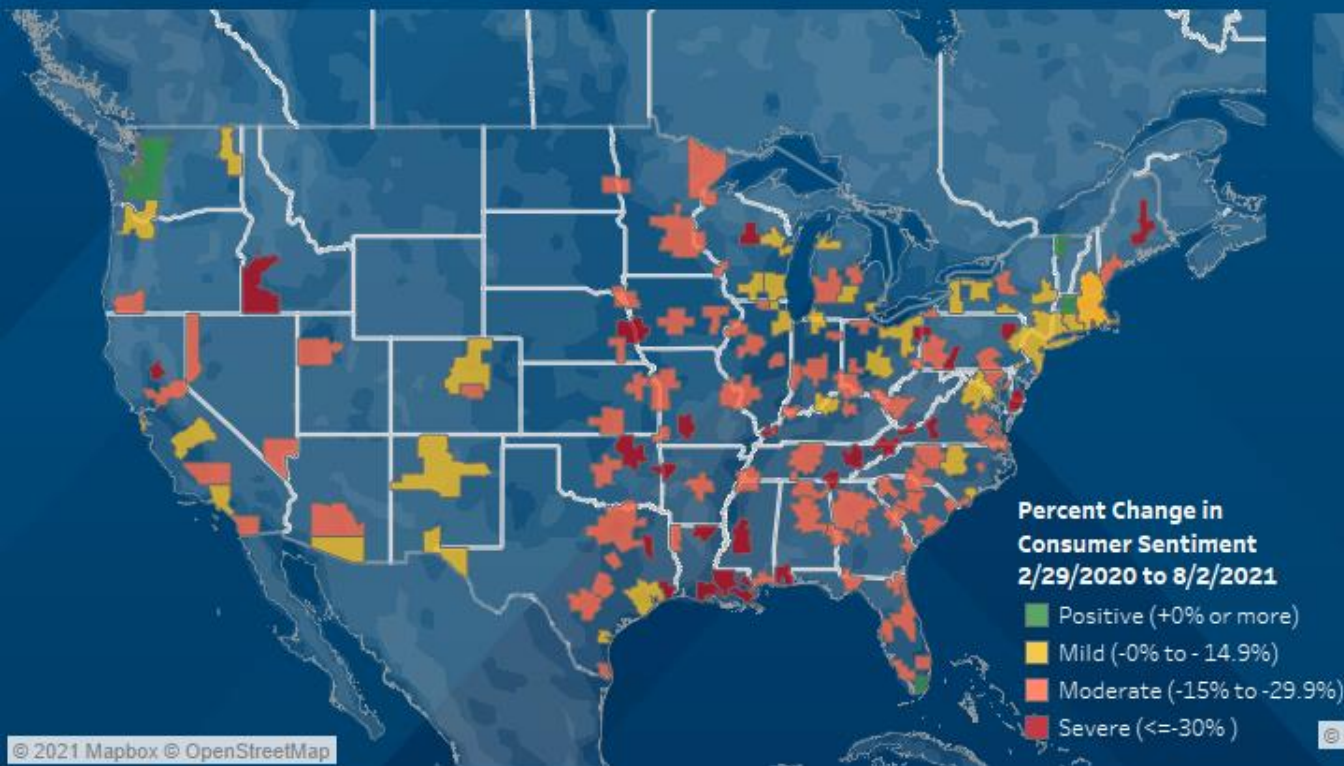 Percent Change in
Consumer Sentiment
2/29/2020 to 8/2/2021
Positive (+0% or more)
Mild (-0% to - 14.9%)
Moderate (-15% to -29.9%)
Severe (<=-30% )
© 2021 Mapbox © OpenStreetMap
©